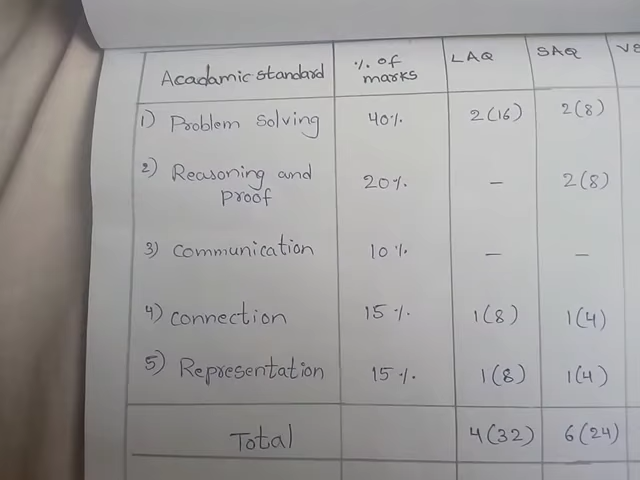 Acadamic standard | % of marks | LAQ | SAQ | VS
1) Problem Solving | 40% | 2(16) | 2(8)
2) Reasoning and proof | 20% | – | 2(8)
3) Communication | 10% | – | –
4) Connection | 15% | 1(8) | 1(4)
5) Representation | 15% | 1(8) | 1(4)
Total | 4(32) | 6(24)